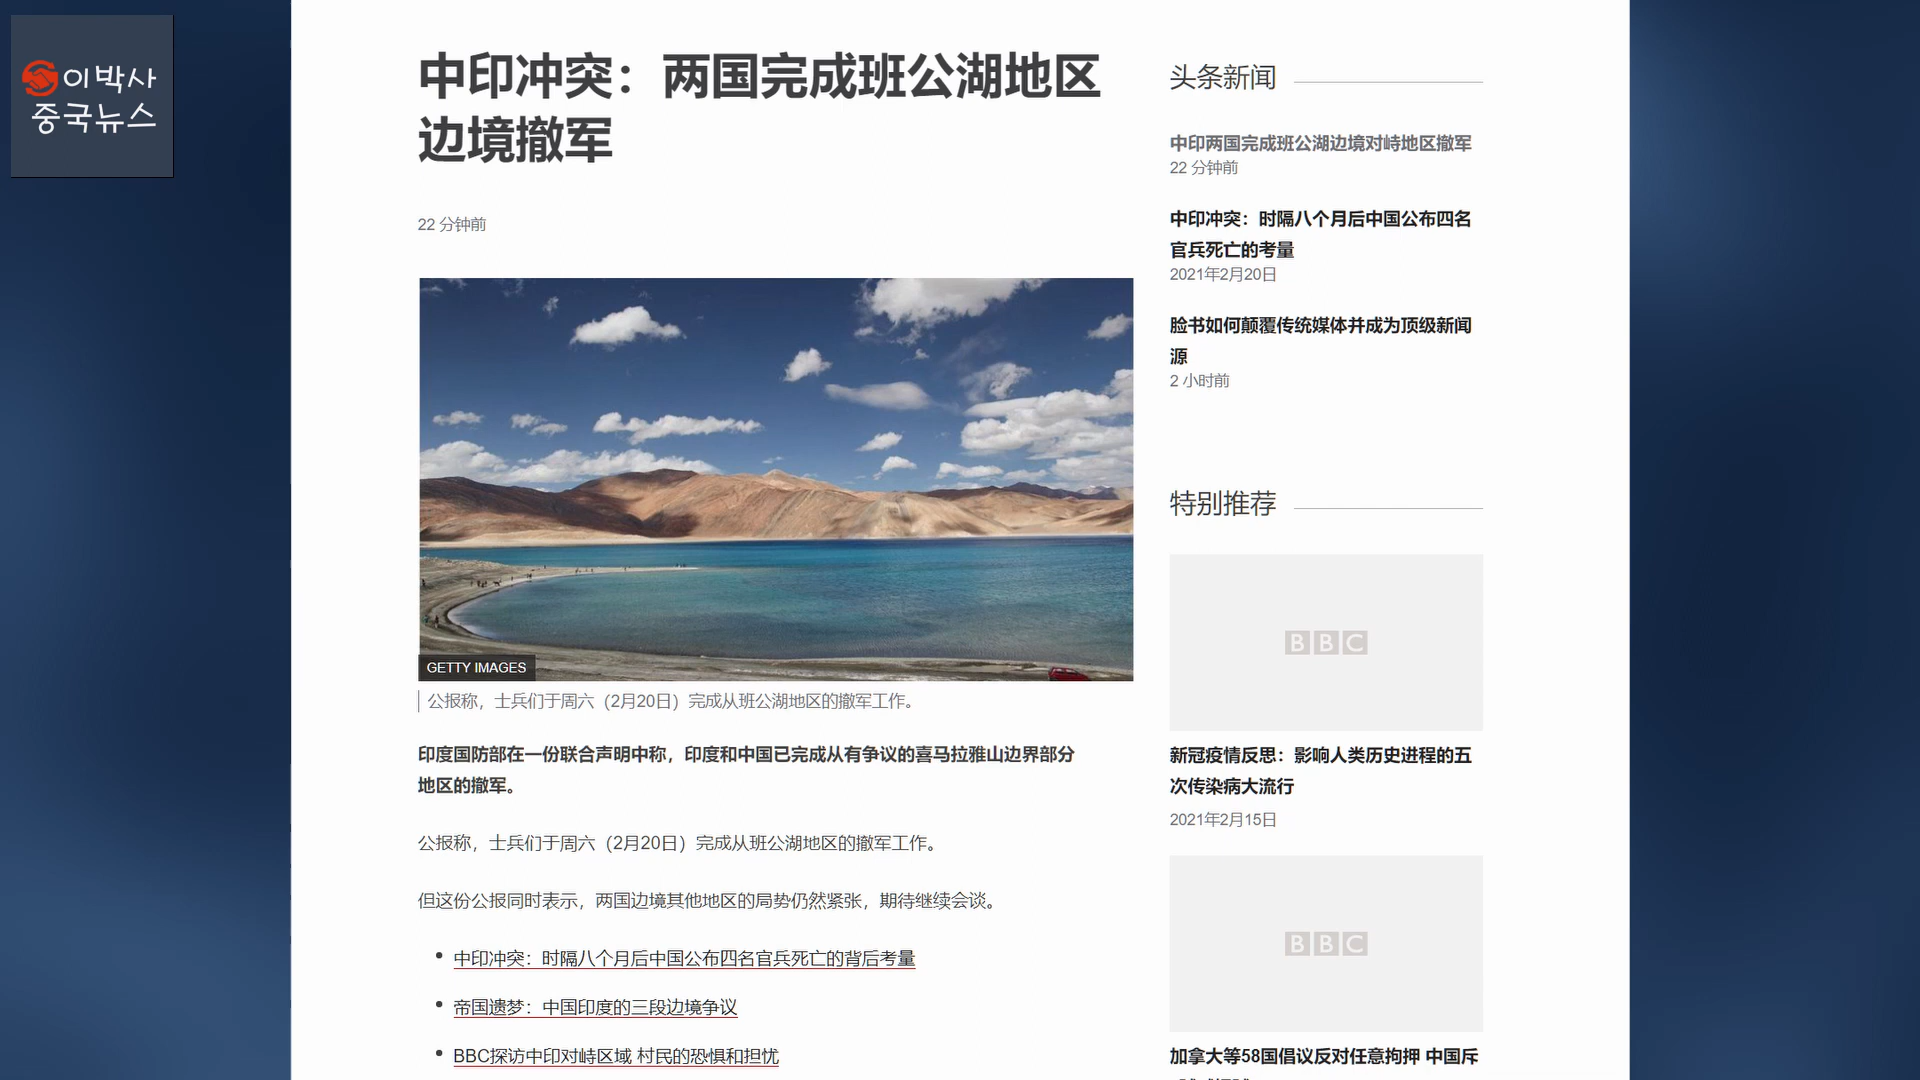 이박사
중국뉴스
中印冲突：两国完成班公湖地区
边境撤军
22 分钟前
GETTY IMAGES
公报称，士兵们于周六（2月20日）完成从班公湖地区的撤军工作。
印度国防部在一份联合声明中称，印度和中国已完成从有争议的喜马拉雅山边界部分
地区的撤军。
公报称，士兵们于周六（2月20日）完成从班公湖地区的撤军工作。
但这份公报同时表示，两国边境其他地区的局势仍然紧张，期待继续会谈。
中印冲突：时隔八个月后中国公布四名官兵死亡的背后考量
帝国遗梦：中国印度的三段边境争议
BBC探访中印对峙区域 村民的恐惧和担忧
头条新闻
中印两国完成班公湖边境对峙地区撤军
22 分钟前
中印冲突：时隔八个月后中国公布四名
官兵死亡的考量
2021年2月20日
脸书如何颠覆传统媒体并成为顶级新闻
源
2 小时前
特别推荐
BBC
新冠疫情反思：影响人类历史进程的五
次传染病大流行
2021年2月15日
BBC
加拿大等58国倡议反对任意拘押 中国斥